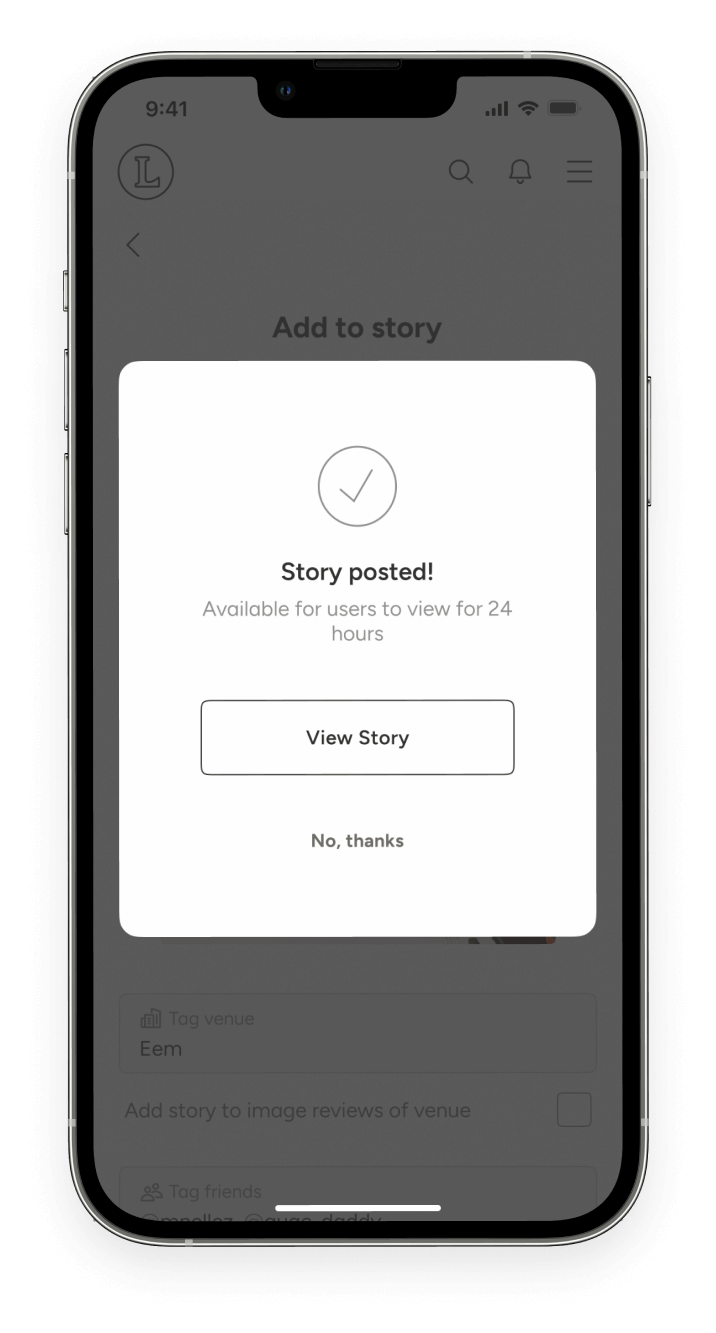 9:41
L
Add to story
Story posted!
Available for users to view for 24
hours
View Story
No, thanks
Tag venue
Eem
Add story to image reviews of venue
Tag friends